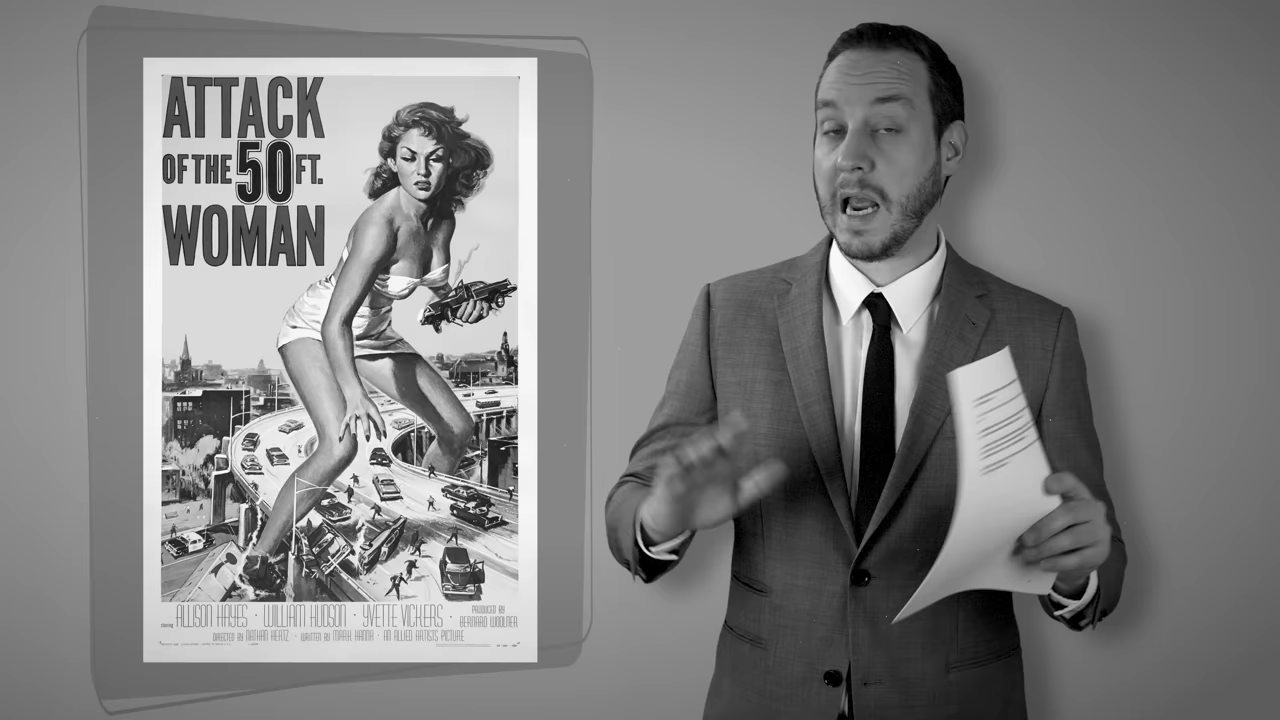 ATTACK
OF THE 50 FT.
WOMAN
starring ALLISON HAYES · WILLIAM HUDSON · YVETTE VICKERS · PRODUCED BY BERNARD WOOLNER
DIRECTED BY NATHAN HERTZ · WRITTEN BY MARK HANNA · AN ALLIED ARTISTS PICTURE